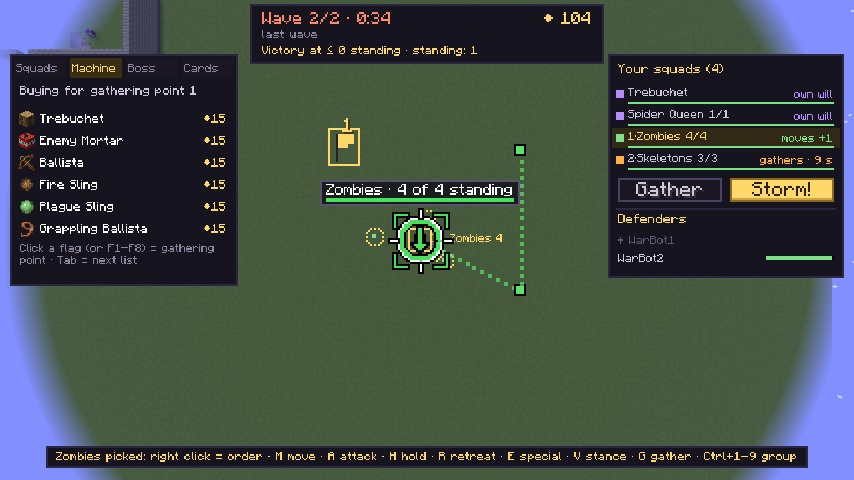 Wave 2/2 · 0:34
104
last wave
Victory at ≤ 0 standing · standing: 1
Squads Machine Boss Cards
Buying for gathering point 1
Trebuchet 15
Enemy Mortar 15
Ballista 15
Fire Sling 15
Plague Sling 15
Grappling Ballista 15
Click a flag (or F1–F8) = gathering
point · Tab = next list
1
Zombies · 4 of 4 standing
Zombies 4
Your squads (4)
Trebuchet own will
Spider Queen 1/1 own will
1·Zombies 4/4 moves +1
2·Skeletons 3/3 gathers · 9 s
Gather Storm!
Defenders
+ WarBot1
WarBot2
Zombies picked: right click = order · M move · A attack · H hold · R retreat · E special · V stance · G gather · Ctrl+1–9 group